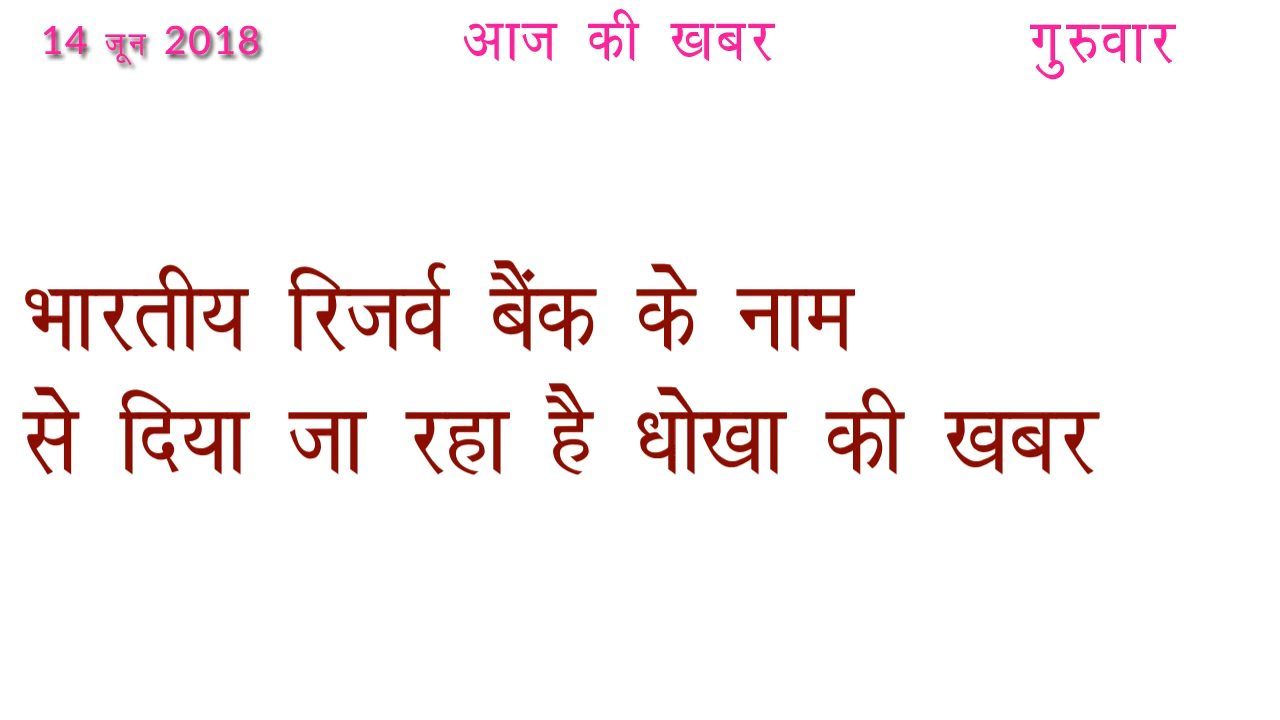 14 जून 2018 आज की खबर गुरुवार
भारतीय रिजर्व बैंक के नाम
से दिया जा रहा है धोखा की खबर